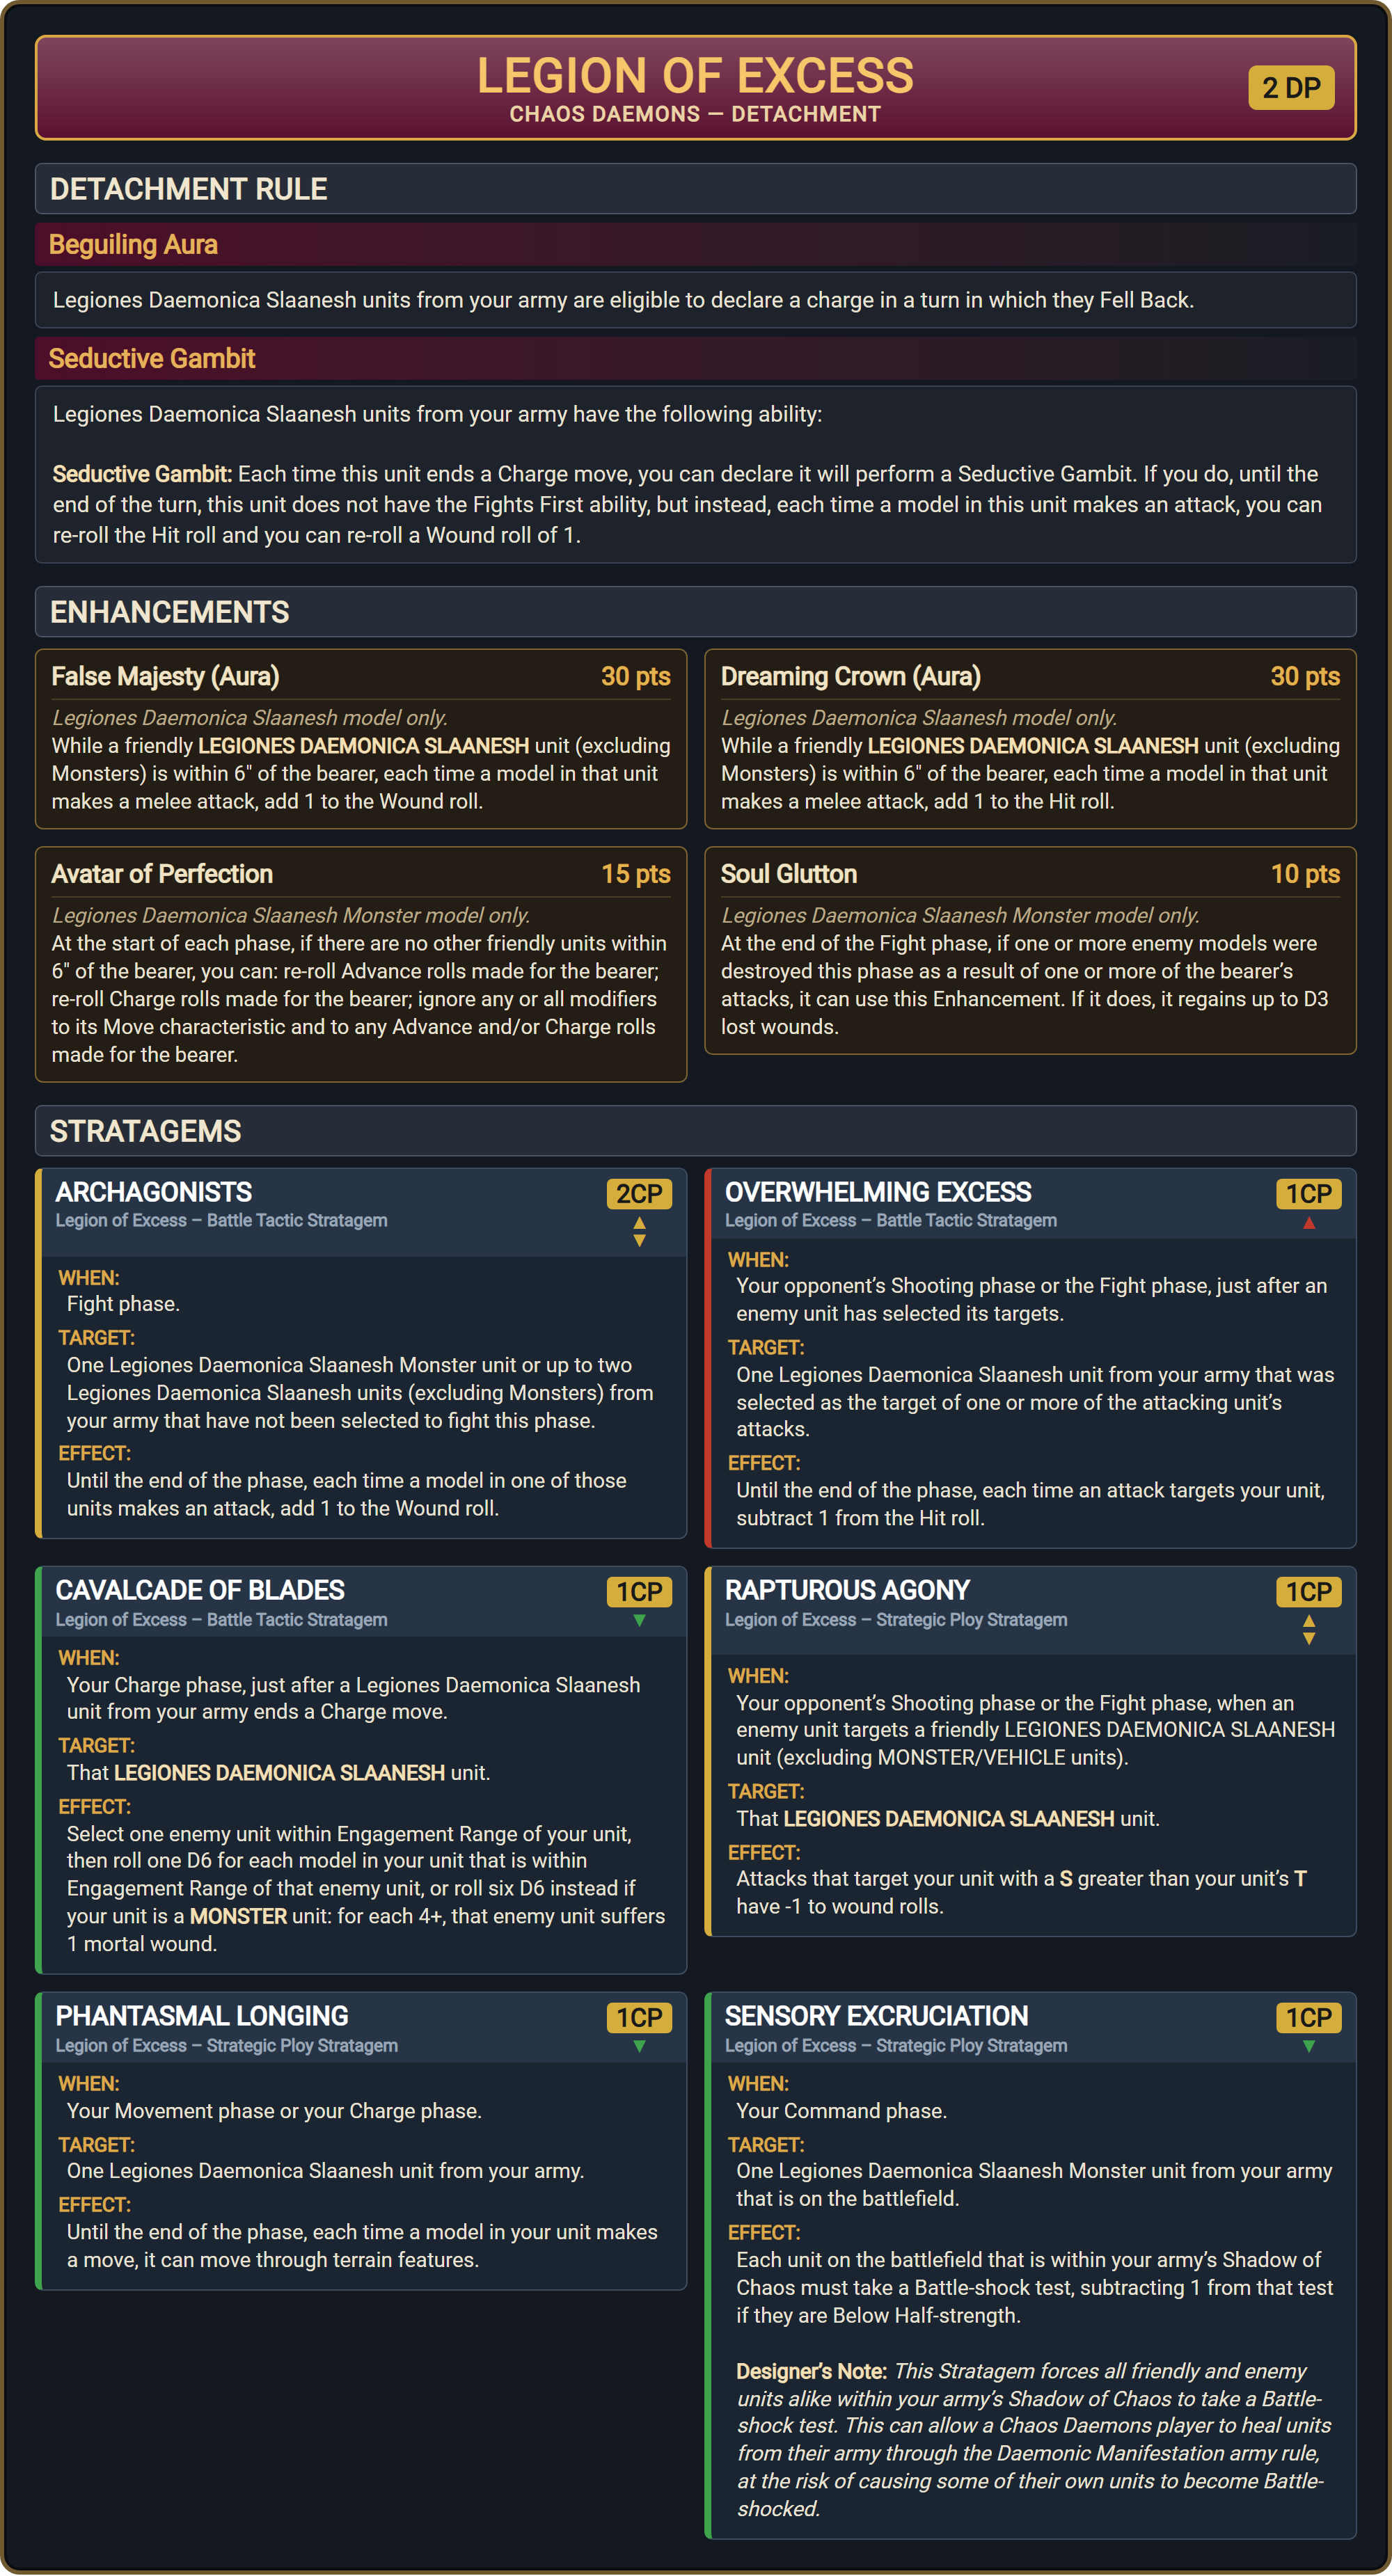 LEGION OF EXCESS
CHAOS DAEMONS — DETACHMENT
2 DP
DETACHMENT RULE
Beguiling Aura
Legiones Daemonica Slaanesh units from your army are eligible to declare a charge in a turn in which they Fell Back.
Seductive Gambit
Legiones Daemonica Slaanesh units from your army have the following ability:
Seductive Gambit: Each time this unit ends a Charge move, you can declare it will perform a Seductive Gambit. If you do, until the
end of the turn, this unit does not have the Fights First ability, but instead, each time a model in this unit makes an attack, you can
re-roll the Hit roll and you can re-roll a Wound roll of 1.
ENHANCEMENTS
False Majesty (Aura)
30 pts
Legiones Daemonica Slaanesh model only.
While a friendly LEGIONES DAEMONICA SLAANESH unit (excluding
Monsters) is within 6" of the bearer, each time a model in that unit
makes a melee attack, add 1 to the Wound roll.
Dreaming Crown (Aura)
30 pts
Legiones Daemonica Slaanesh model only.
While a friendly LEGIONES DAEMONICA SLAANESH unit (excluding
Monsters) is within 6" of the bearer, each time a model in that unit
makes a melee attack, add 1 to the Hit roll.
Avatar of Perfection
15 pts
Legiones Daemonica Slaanesh Monster model only.
At the start of each phase, if there are no other friendly units within
6" of the bearer, you can: re-roll Advance rolls made for the bearer;
re-roll Charge rolls made for the bearer; ignore any or all modifiers
to its Move characteristic and to any Advance and/or Charge rolls
made for the bearer.
Soul Glutton
10 pts
Legiones Daemonica Slaanesh Monster model only.
At the end of the Fight phase, if one or more enemy models were
destroyed this phase as a result of one or more of the bearer’s
attacks, it can use this Enhancement. If it does, it regains up to D3
lost wounds.
STRATAGEMS
ARCHAGONISTS
2CP
Legion of Excess – Battle Tactic Stratagem
▲
▼
WHEN:
Fight phase.
TARGET:
One Legiones Daemonica Slaanesh Monster unit or up to two
Legiones Daemonica Slaanesh units (excluding Monsters) from
your army that have not been selected to fight this phase.
EFFECT:
Until the end of the phase, each time a model in one of those
units makes an attack, add 1 to the Wound roll.
OVERWHELMING EXCESS
1CP
Legion of Excess – Battle Tactic Stratagem
▲
WHEN:
Your opponent’s Shooting phase or the Fight phase, just after an
enemy unit has selected its targets.
TARGET:
One Legiones Daemonica Slaanesh unit from your army that was
selected as the target of one or more of the attacking unit’s
attacks.
EFFECT:
Until the end of the phase, each time an attack targets your unit,
subtract 1 from the Hit roll.
CAVALCADE OF BLADES
1CP
Legion of Excess – Battle Tactic Stratagem
▼
WHEN:
Your Charge phase, just after a Legiones Daemonica Slaanesh
unit from your army ends a Charge move.
TARGET:
That LEGIONES DAEMONICA SLAANESH unit.
EFFECT:
Select one enemy unit within Engagement Range of your unit,
then roll one D6 for each model in your unit that is within
Engagement Range of that enemy unit, or roll six D6 instead if
your unit is a MONSTER unit: for each 4+, that enemy unit suffers
1 mortal wound.
RAPTUROUS AGONY
1CP
Legion of Excess – Strategic Ploy Stratagem
▲
▼
WHEN:
Your opponent’s Shooting phase or the Fight phase, when an
enemy unit targets a friendly LEGIONES DAEMONICA SLAANESH
unit (excluding MONSTER/VEHICLE units).
TARGET:
That LEGIONES DAEMONICA SLAANESH unit.
EFFECT:
Attacks that target your unit with a S greater than your unit’s T
have -1 to wound rolls.
PHANTASMAL LONGING
1CP
Legion of Excess – Strategic Ploy Stratagem
▼
WHEN:
Your Movement phase or your Charge phase.
TARGET:
One Legiones Daemonica Slaanesh unit from your army.
EFFECT:
Until the end of the phase, each time a model in your unit makes
a move, it can move through terrain features.
SENSORY EXCRUCIATION
1CP
Legion of Excess – Strategic Ploy Stratagem
▼
WHEN:
Your Command phase.
TARGET:
One Legiones Daemonica Slaanesh Monster unit from your army
that is on the battlefield.
EFFECT:
Each unit on the battlefield that is within your army’s Shadow of
Chaos must take a Battle-shock test, subtracting 1 from that test
if they are Below Half-strength.
Designer’s Note: This Stratagem forces all friendly and enemy
units alike within your army’s Shadow of Chaos to take a Battle-
shock test. This can allow a Chaos Daemons player to heal units
from their army through the Daemonic Manifestation army rule,
at the risk of causing some of their own units to become Battle-
shocked.